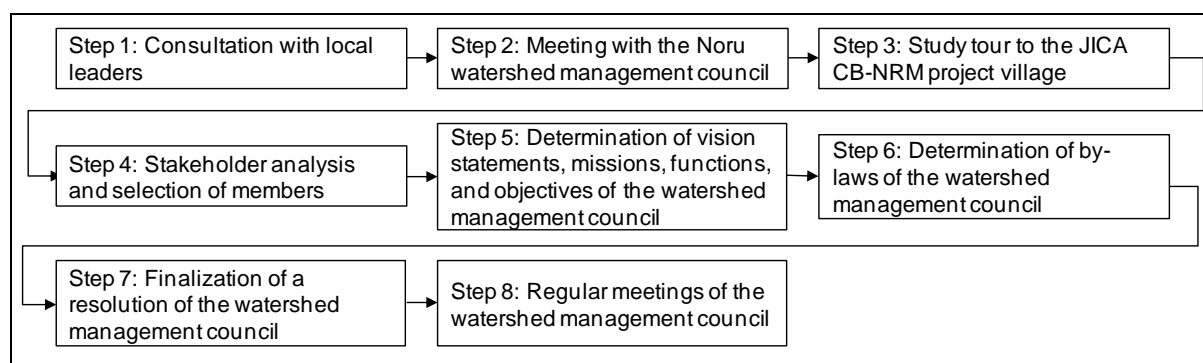 Step 1: Consultation with local
leaders
Step 2: Meeting with the Noru
watershed management council
Step 3: Study tour to the JICA
CB-NRM project village
Step 4: Stakeholder analysis
and selection of members
Step 5: Determination of vision
statements, missions, functions,
and objectives of the watershed
management council
Step 6: Determination of by-
laws of the watershed
management council
Step 7: Finalization of a
resolution of the watershed
management council
Step 8: Regular meetings of the
watershed management council